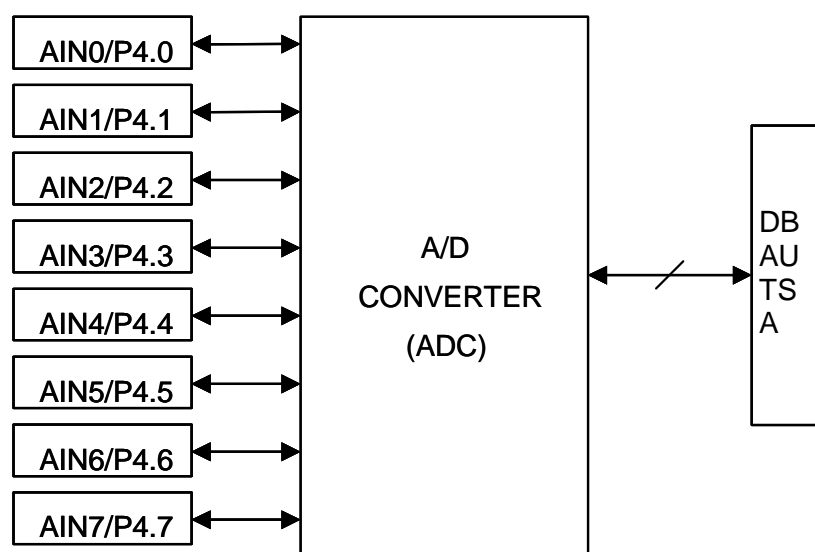 AIN0/P4.0
AIN1/P4.1
AIN2/P4.2
AIN3/P4.3
AIN4/P4.4
AIN5/P4.5
AIN6/P4.6
AIN7/P4.7
A/D
CONVERTER
(ADC)
DB
AU
TS
A